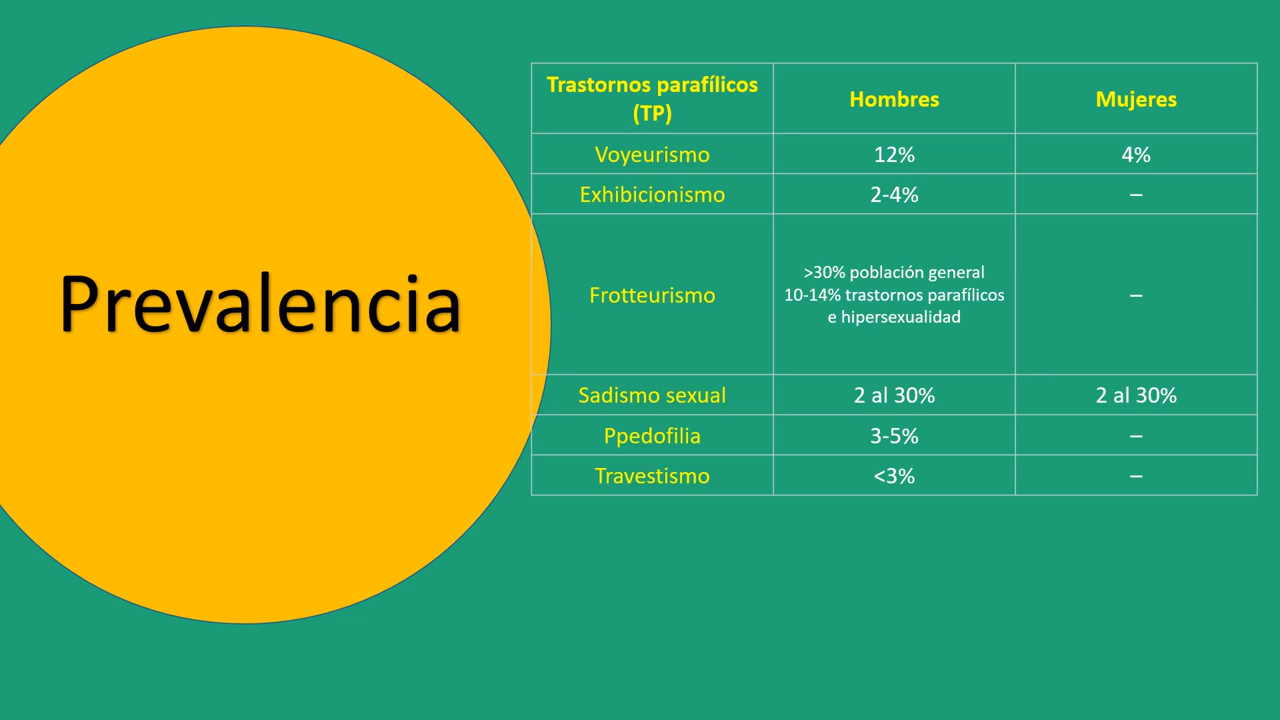 Prevalencia
Trastornos parafílicos
(TP)
Hombres
Mujeres
Voyeurismo
12%
4%
Exhibicionismo
2-4%
–
Frotteurismo
>30% población general
10-14% trastornos parafílicos
e hipersexualidad
–
Sadismo sexual
2 al 30%
2 al 30%
Ppedofilia
3-5%
–
Travestismo
<3%
–